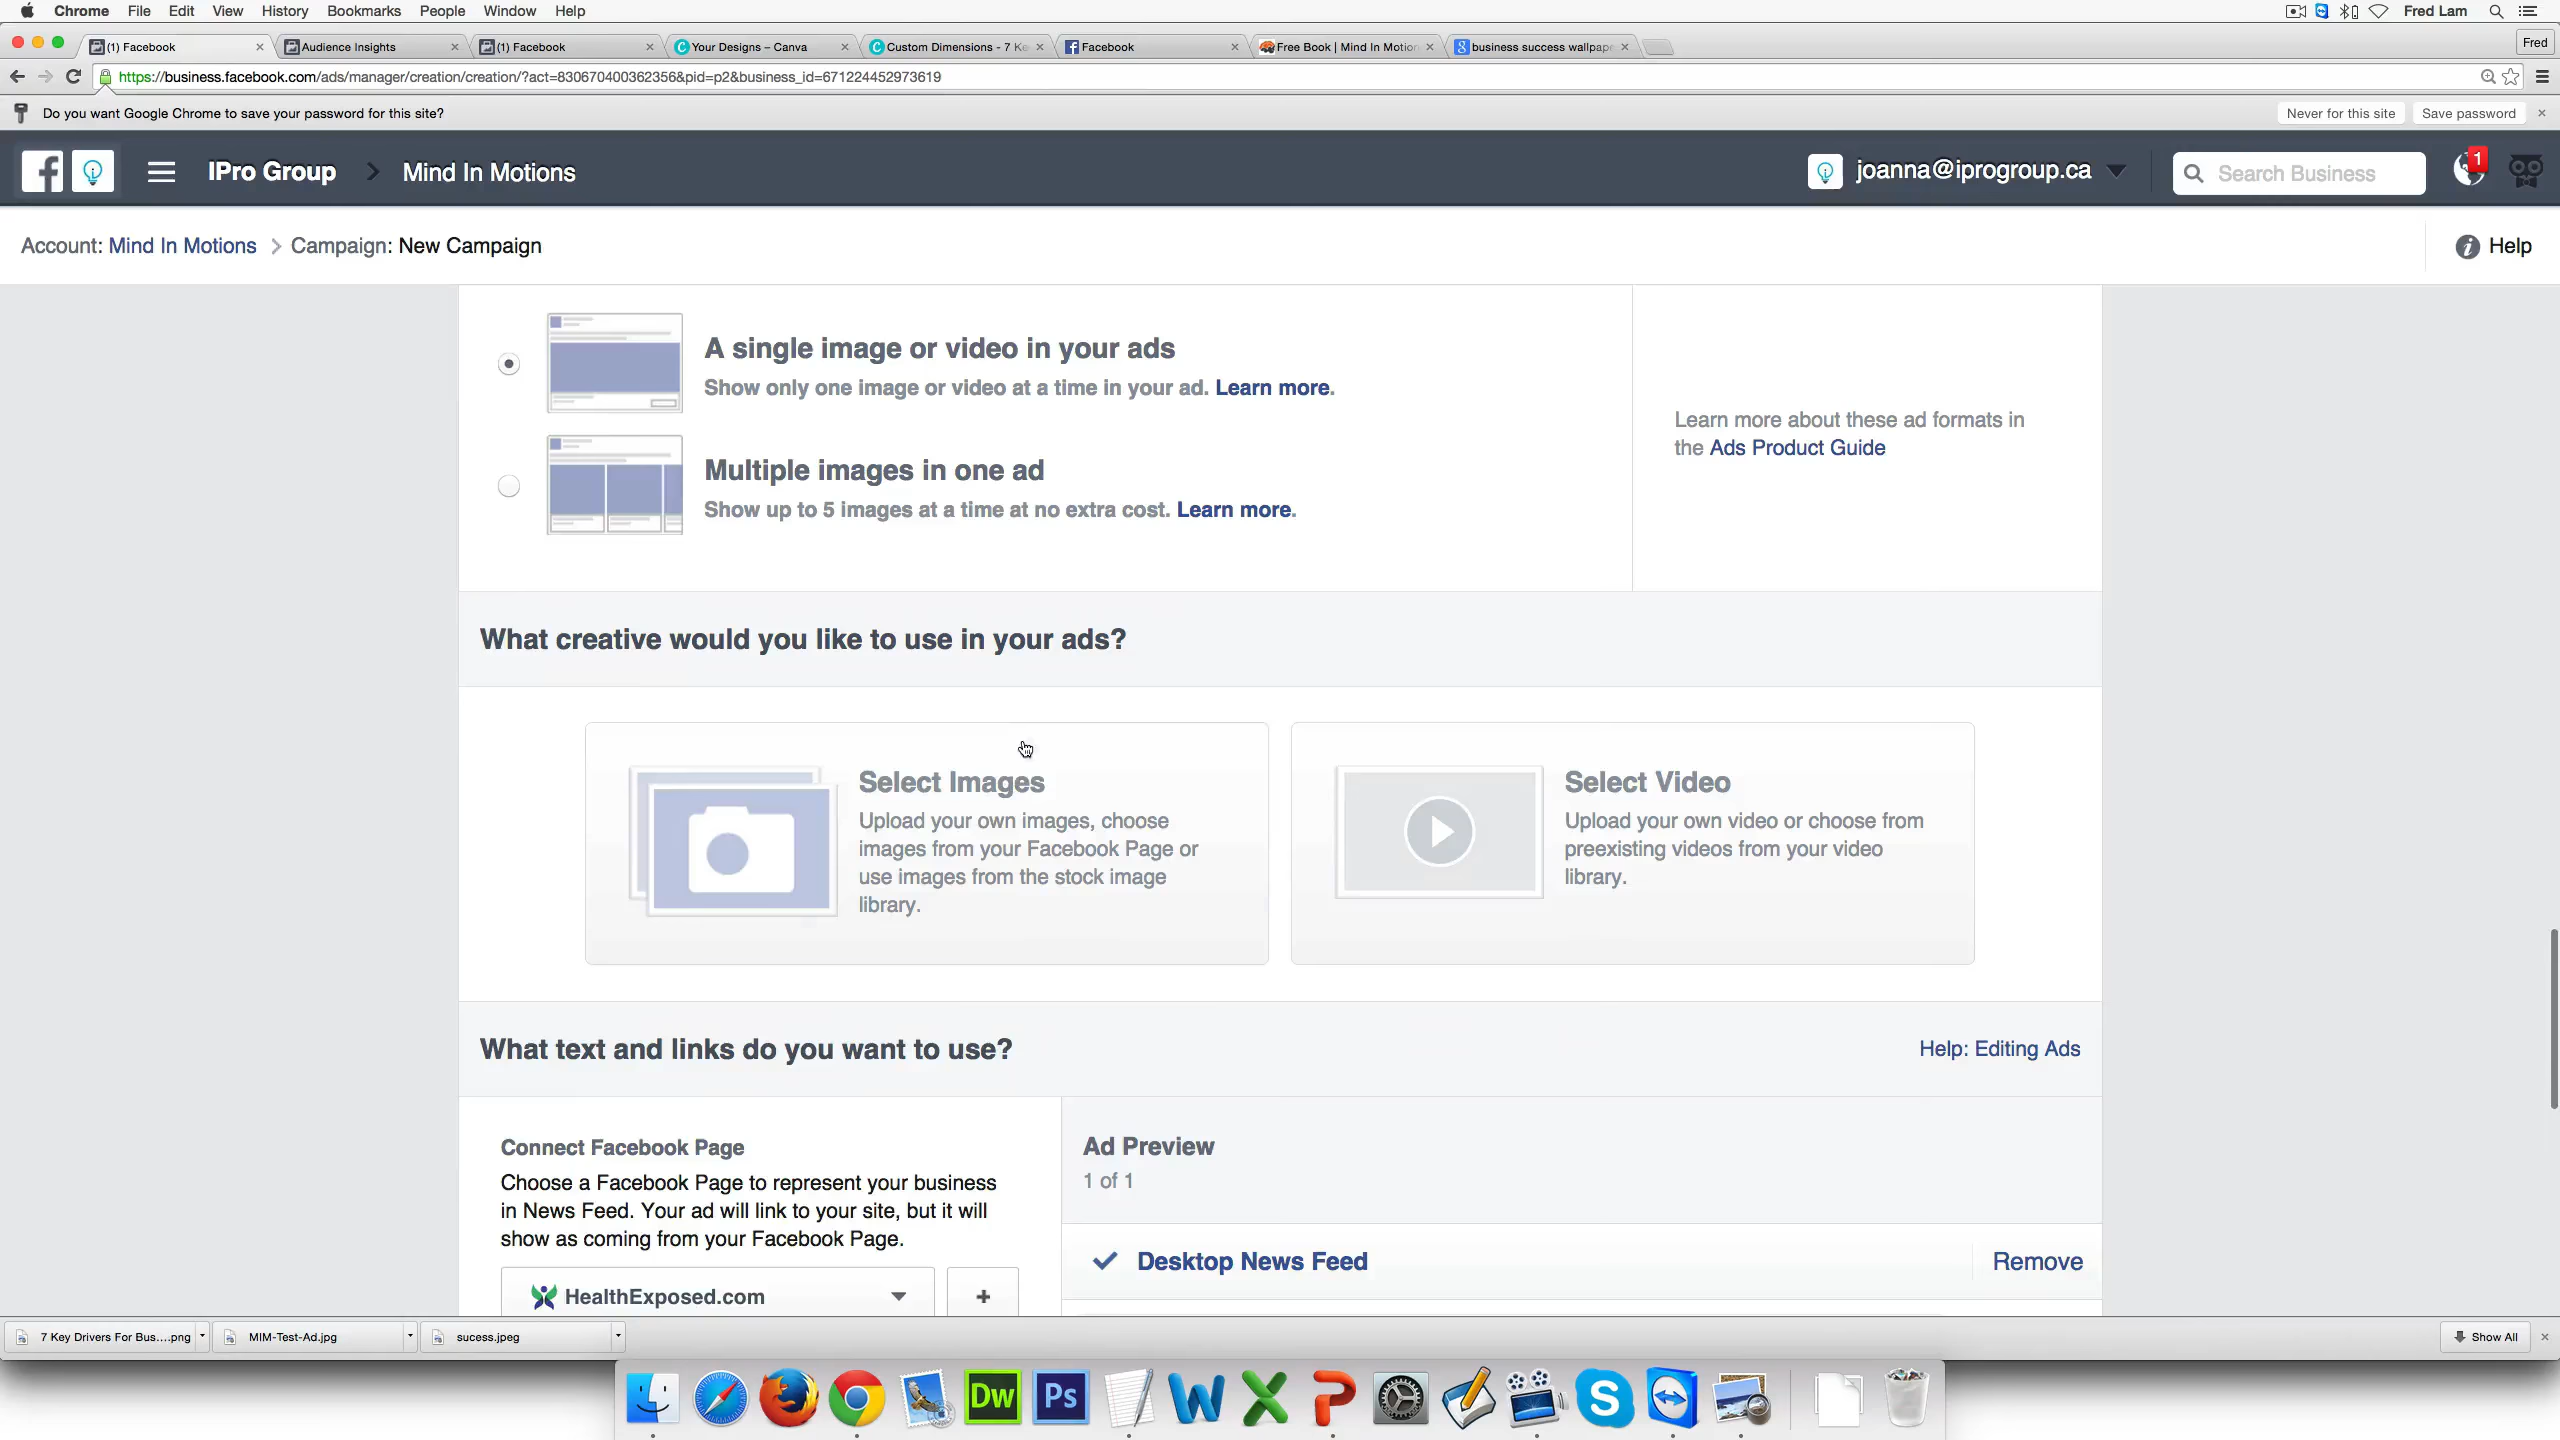 Chrome File Edit View History Bookmarks People Window Help Fred Lam
(1) Facebook Audience Insights (1) Facebook Your Designs – Canva Custom Dimensions - 7 Ke Facebook Free Book | Mind In Motion business success wallpape Fred
https://business.facebook.com/ads/manager/creation/creation/?act=830670400362356&pid=p2&business_id=671224452973619
Do you want Google Chrome to save your password for this site? Never for this site Save password
IPro Group Mind In Motions joanna@iprogroup.ca Search Business 1
Account: Mind In Motions Campaign: New Campaign Help
A single image or video in your ads
Show only one image or video at a time in your ad. Learn more.
Learn more about these ad formats in
the Ads Product Guide
Multiple images in one ad
Show up to 5 images at a time at no extra cost. Learn more.
What creative would you like to use in your ads?
Select Images
Upload your own images, choose
images from your Facebook Page or
use images from the stock image
library.
Select Video
Upload your own video or choose from
preexisting videos from your video
library.
What text and links do you want to use? Help: Editing Ads
Connect Facebook Page
Choose a Facebook Page to represent your business
in News Feed. Your ad will link to your site, but it will
show as coming from your Facebook Page.
HealthExposed.com +
Ad Preview
1 of 1
Desktop News Feed Remove
7 Key Drivers For Bus....png MIM-Test-Ad.jpg sucess.jpeg Show All
Dw Ps W X P S